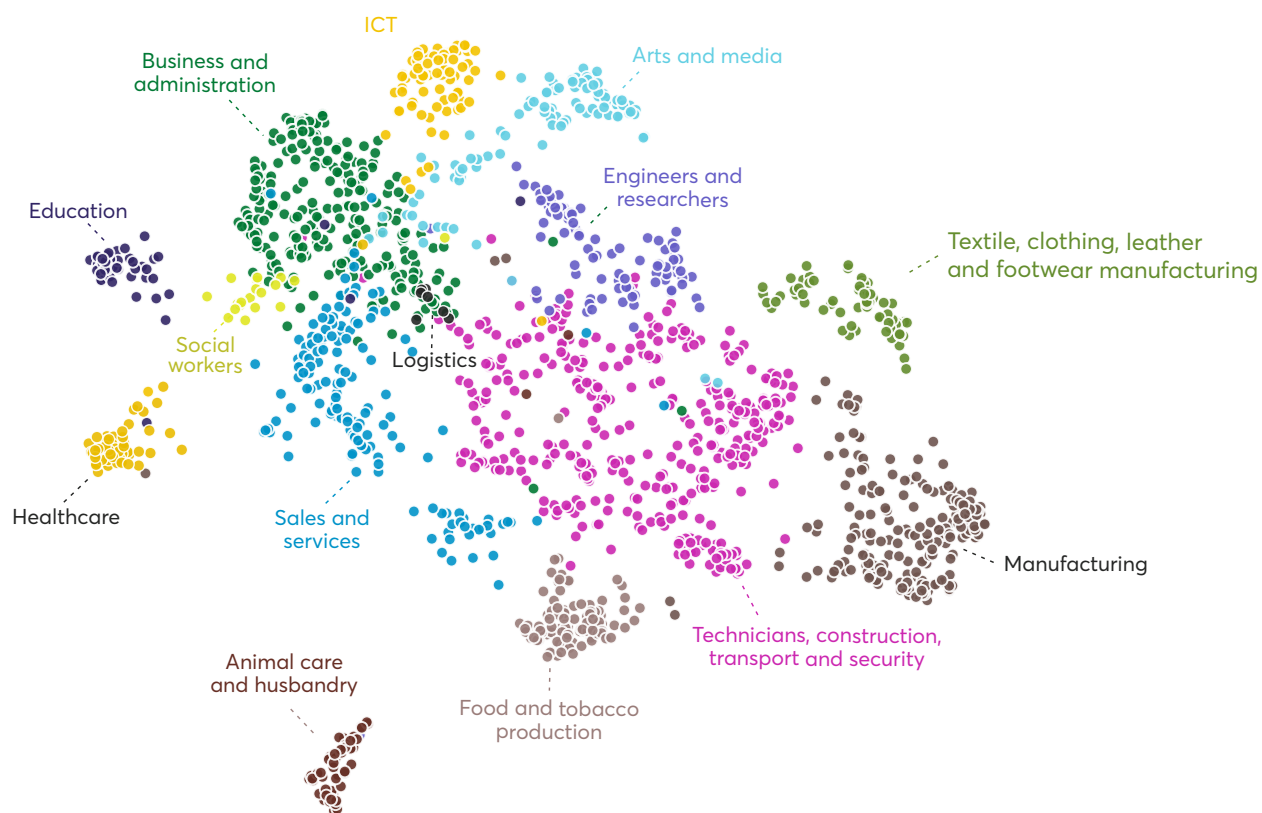 ICT
Arts and media
Business and
administration
Engineers and
researchers
Education
Textile, clothing, leather
and footwear manufacturing
Social
workers
Logistics
Healthcare
Sales and
services
Manufacturing
Technicians, construction,
transport and security
Animal care
and husbandry
Food and tobacco
production